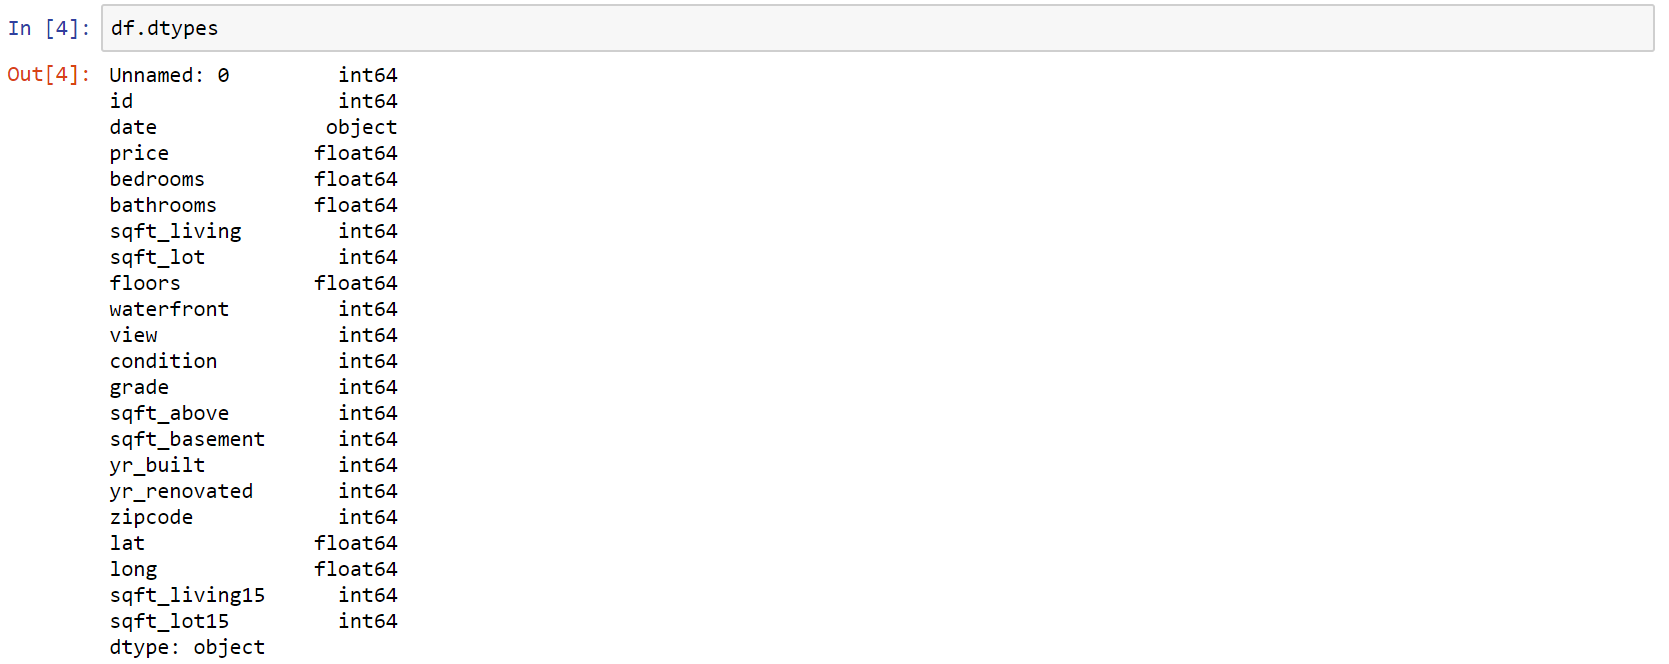 In [4]: df.dtypes
Out[4]: Unnamed: 0 int64
id int64
date object
price float64
bedrooms float64
bathrooms float64
sqft_living int64
sqft_lot int64
floors float64
waterfront int64
view int64
condition int64
grade int64
sqft_above int64
sqft_basement int64
yr_built int64
yr_renovated int64
zipcode int64
lat float64
long float64
sqft_living15 int64
sqft_lot15 int64
dtype: object